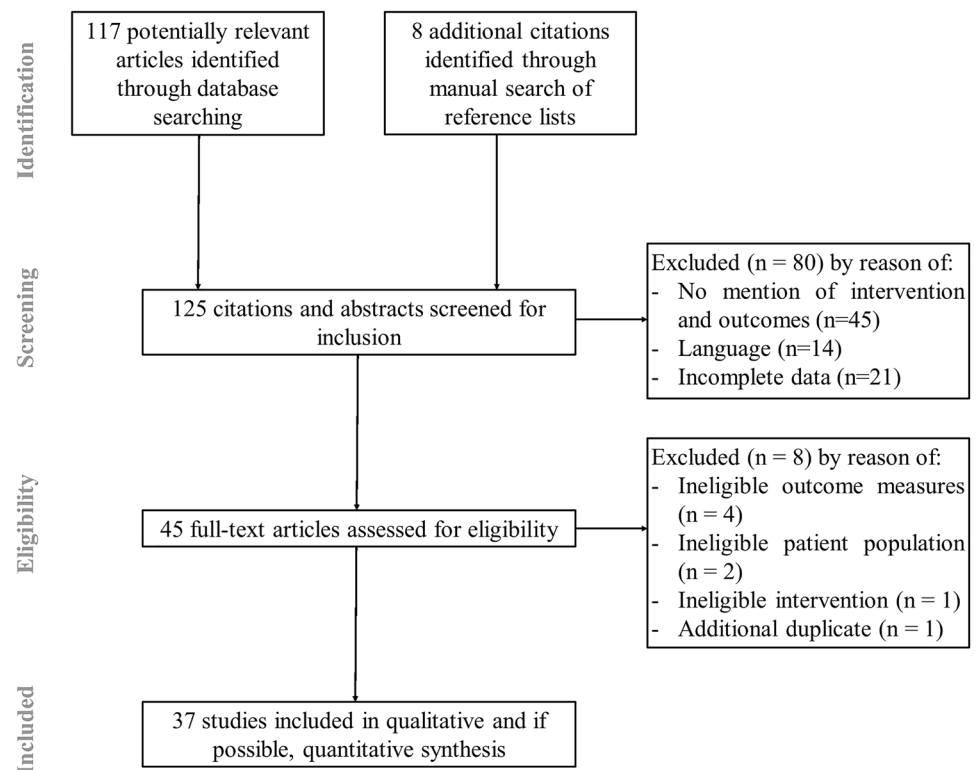 Identification
117 potentially relevant
articles identified
through database
searching
8 additional citations
identified through
manual search of
reference lists
Screening
125 citations and abstracts screened for
inclusion
Excluded (n = 80) by reason of:
- No mention of intervention
and outcomes (n=45)
- Language (n=14)
- Incomplete data (n=21)
Eligibility
45 full-text articles assessed for eligibility
Excluded (n = 8) by reason of:
- Ineligible outcome measures
(n = 4)
- Ineligible patient population
(n = 2)
- Ineligible intervention (n = 1)
- Additional duplicate (n = 1)
Included
37 studies included in qualitative and if
possible, quantitative synthesis